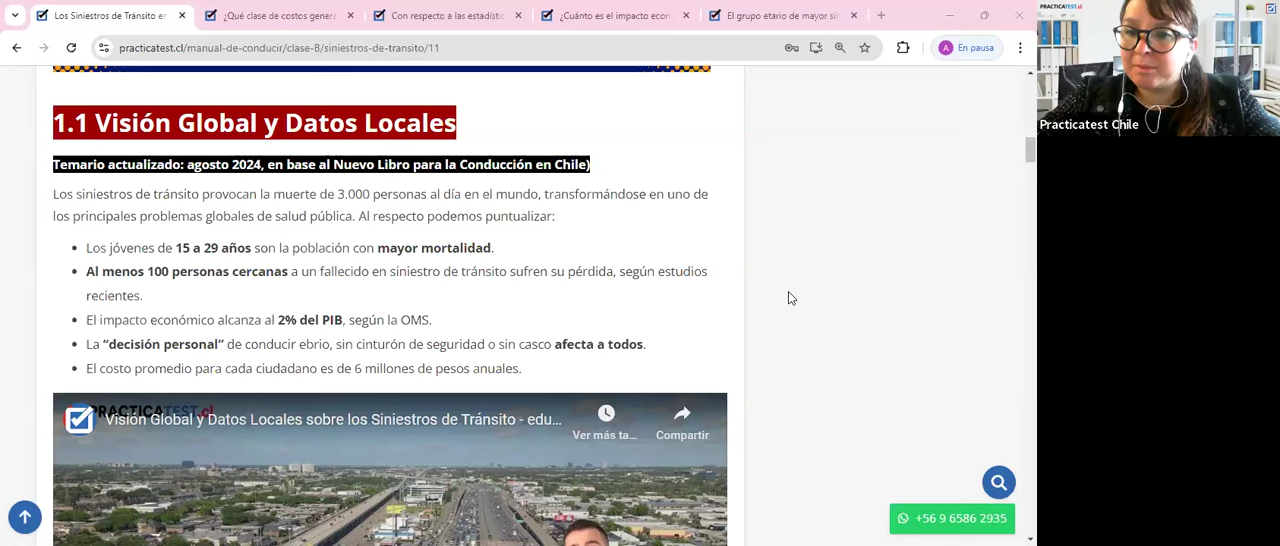 Los Siniestros de Tránsito en
¿Qué clase de costos genera
Con respecto a las estadístic
¿Cuánto es el impacto econ
El grupo etario de mayor sin
practicatest.cl/manual-de-conducir/clase-B/siniestros-de-transito/11
A
En pausa
PRACTICATEST.cl
Practicatest Chile
1.1 Visión Global y Datos Locales
Temario actualizado: agosto 2024, en base al Nuevo Libro para la Conducción en Chile)
Los siniestros de tránsito provocan la muerte de 3.000 personas al día en el mundo, transformándose en uno de
los principales problemas globales de salud pública. Al respecto podemos puntualizar:
Los jóvenes de 15 a 29 años son la población con mayor mortalidad.
Al menos 100 personas cercanas a un fallecido en siniestro de tránsito sufren su pérdida, según estudios
recientes.
El impacto económico alcanza al 2% del PIB, según la OMS.
La “decisión personal” de conducir ebrio, sin cinturón de seguridad o sin casco afecta a todos.
El costo promedio para cada ciudadano es de 6 millones de pesos anuales.
PRACTICATEST.cl
Visión Global y Datos Locales sobre los Siniestros de Tránsito - edu...
Ver más ta...
Compartir
+56 9 6586 2935